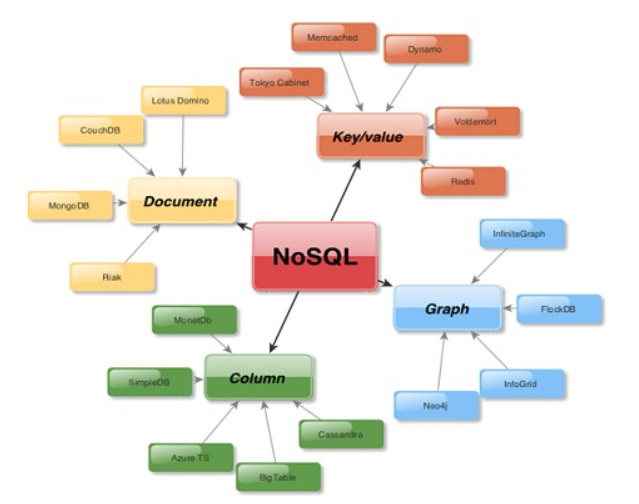 Memcached
Dynamo
Tokyo Cabinet
Lotus Domino
Voldemort
CouchDB
Key/value
Redis
MongoDB
Document
InfiniteGraph
NoSQL
Riak
Graph
FlockDB
MonetDb
SimpleDB
Column
InfoGrid
Neo4j
Cassandra
Azure TS
BigTable